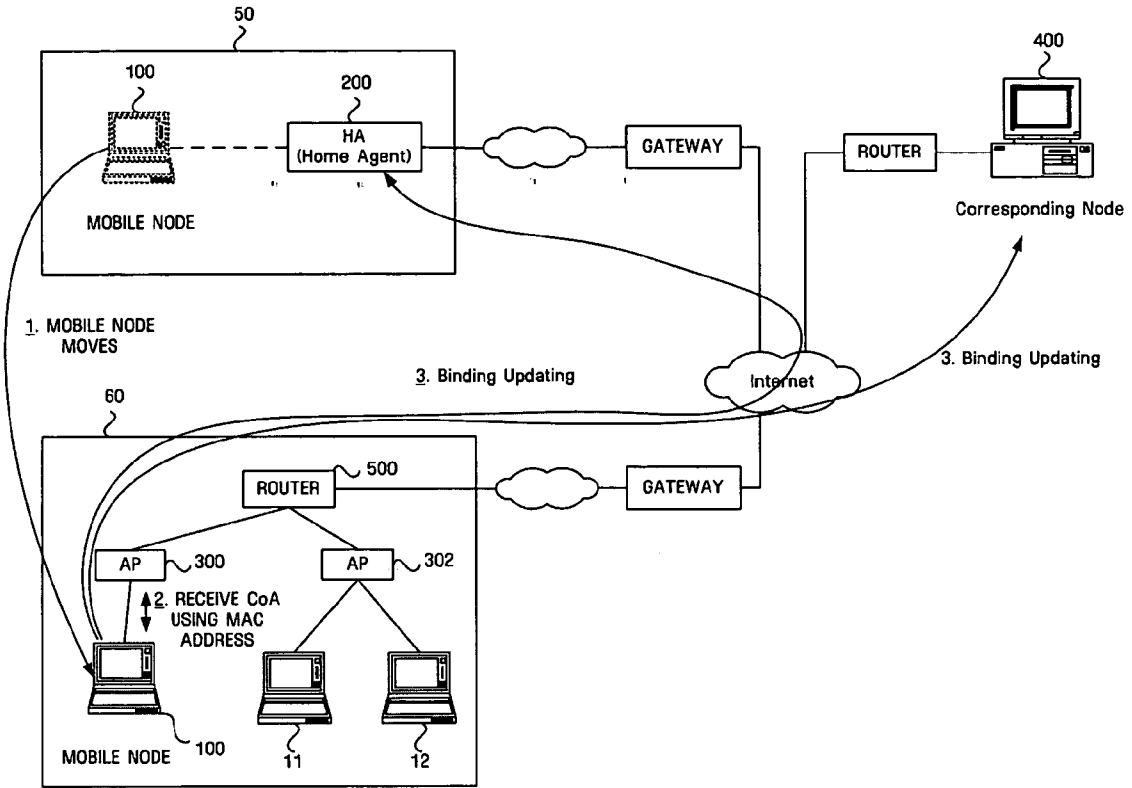 50
400
100
200
HA
(Home Agent)
GATEWAY
ROUTER
MOBILE NODE
Corresponding Node
1. MOBILE NODE
MOVES
3. Binding Updating
Internet
3. Binding Updating
60
500
ROUTER
GATEWAY
AP
300
AP
302
2. RECEIVE CoA
USING MAC
ADDRESS
MOBILE NODE
100
11
12